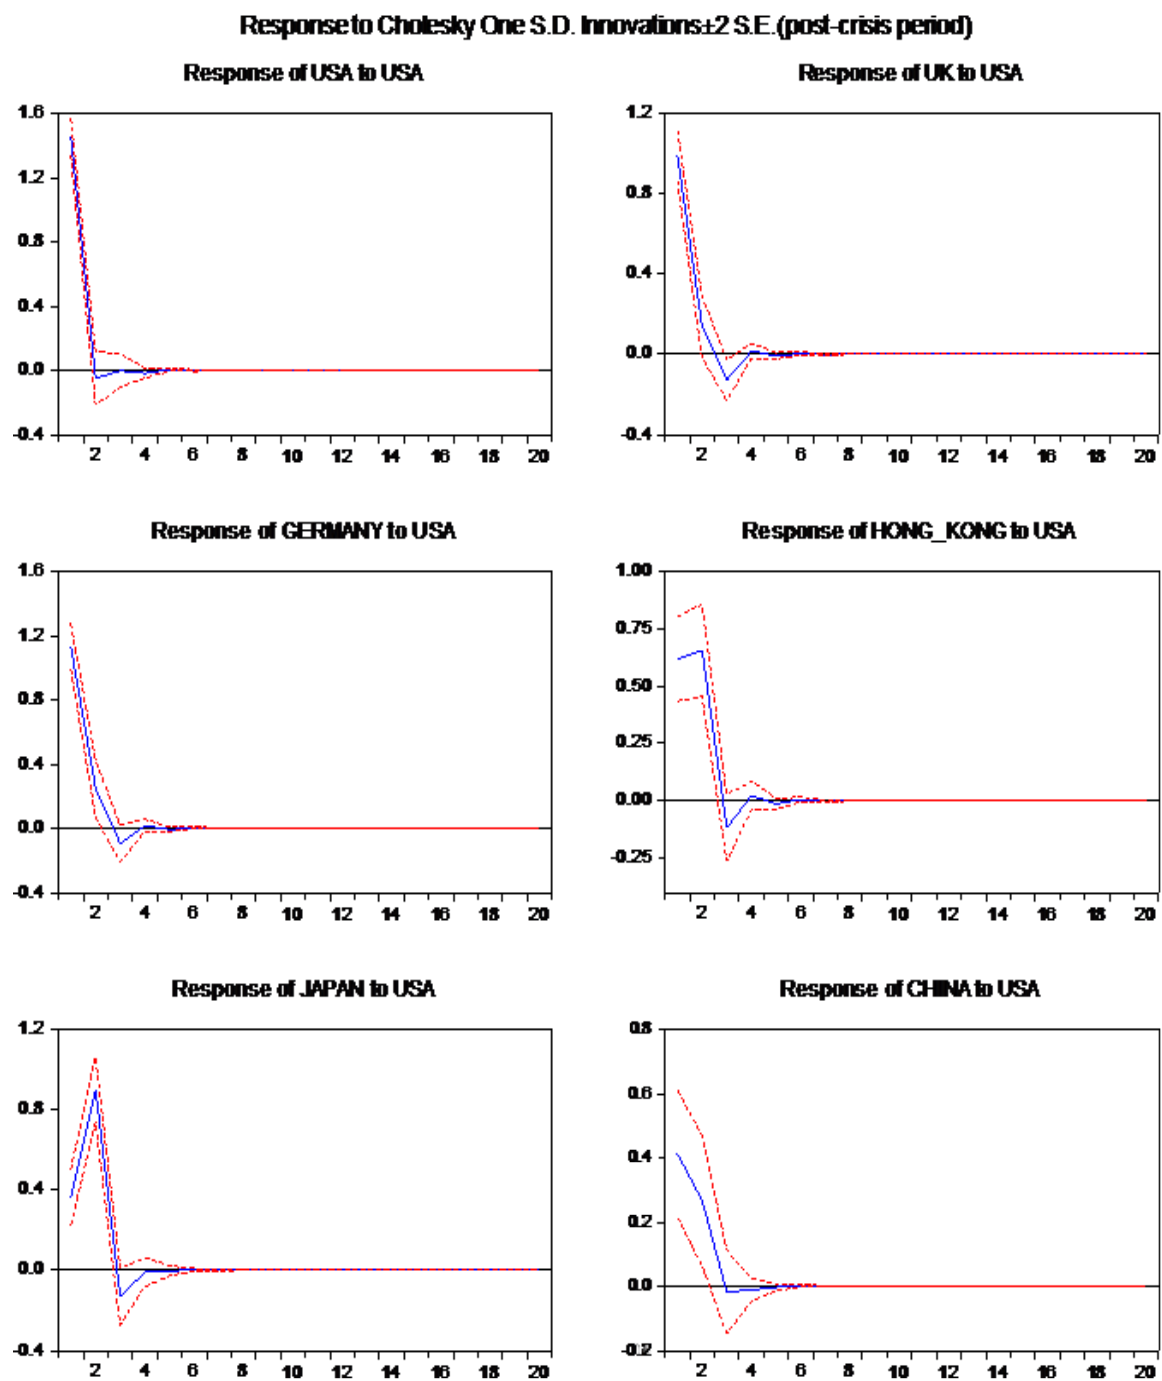 Response to Cholesky One S.D. Innovations±2 S.E.(post-crisis period)
Response of USA to USA
1.6
1.2
0.8
0.4
0.0
-0.4
2 4 6 8 10 12 14 16 18 20
Response of UK to USA
1.2
0.8
0.4
0.0
-0.4
2 4 6 8 10 12 14 16 18 20
Response of GERMANY to USA
1.6
1.2
0.8
0.4
0.0
-0.4
2 4 6 8 10 12 14 16 18 20
Response of HONG_KONG to USA
1.00
0.75
0.50
0.25
0.00
-0.25
2 4 6 8 10 12 14 16 18 20
Response of JAPAN to USA
1.2
0.8
0.4
0.0
-0.4
2 4 6 8 10 12 14 16 18 20
Response of CHINA to USA
0.8
0.6
0.4
0.2
0.0
-0.2
2 4 6 8 10 12 14 16 18 20